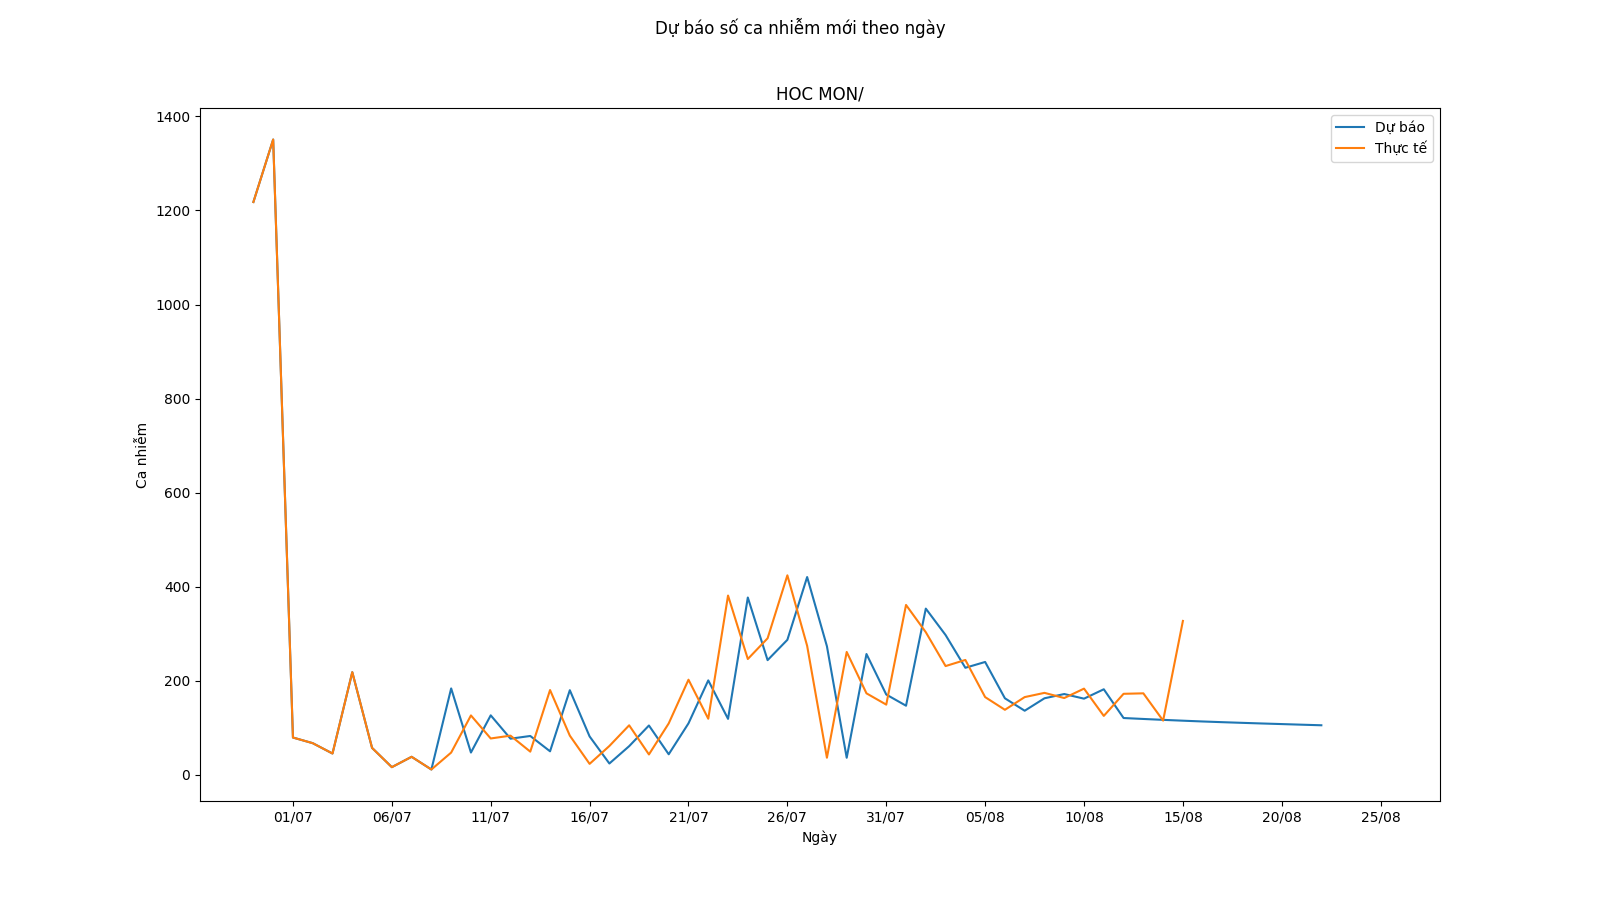 Dự báo số ca nhiễm mới theo ngày
HOC MON/
Dự báo
Thực tế
1400
1200
1000
800
600
400
200
0
Ca nhiễm
01/07 06/07 11/07 16/07 21/07 26/07 31/07 05/08 10/08 15/08 20/08 25/08
Ngày